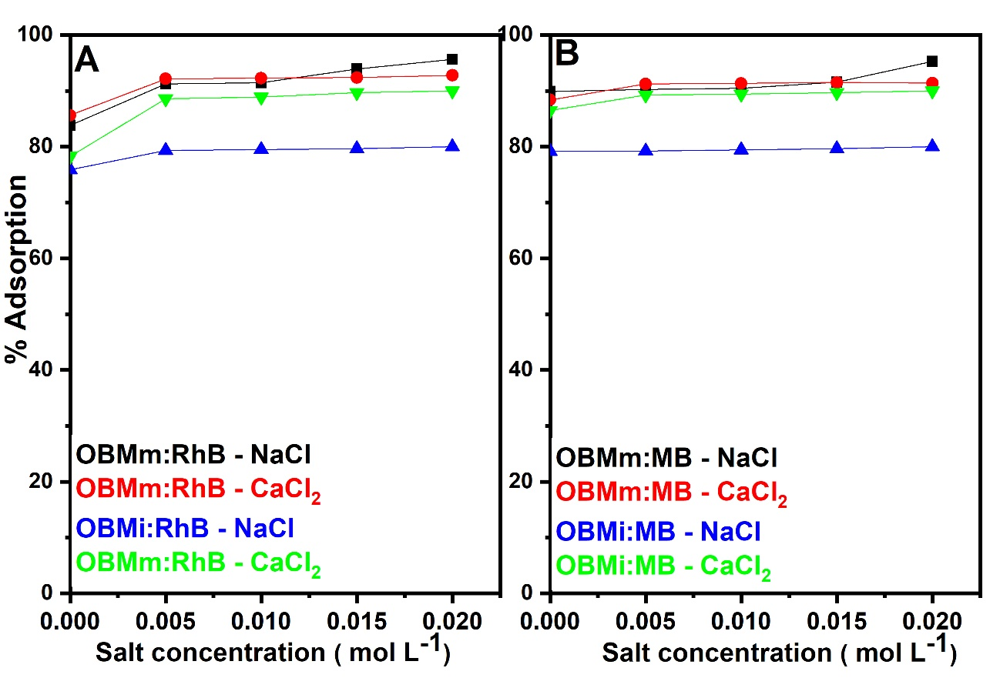 A
100
80
60
40
20
0
% Adsorption
OBMm:RhB - NaCl
OBMm:RhB - CaCl₂
OBMi:RhB - NaCl
OBMm:RhB - CaCl₂
0.000 0.005 0.010 0.015 0.020
Salt concentration ( mol L⁻¹)
B
100
80
60
40
20
0
OBMm:MB - NaCl
OBMm:MB - CaCl₂
OBMi:MB - NaCl
OBMi:MB - CaCl₂
0.000 0.005 0.010 0.015 0.020
Salt concentration ( mol L⁻¹)